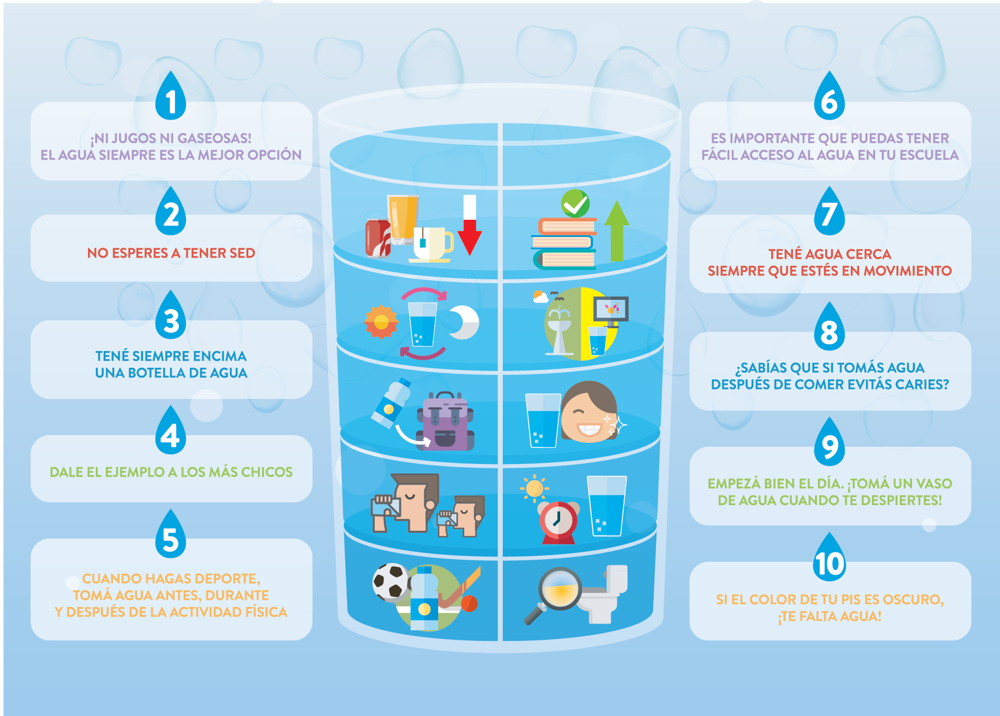 1
¡NI JUGOS NI GASEOSAS!
EL AGUA SIEMPRE ES LA MEJOR OPCIÓN
2
NO ESPERES A TENER SED
3
TENÉ SIEMPRE ENCIMA
UNA BOTELLA DE AGUA
4
DALE EL EJEMPLO A LOS MÁS CHICOS
5
CUANDO HAGAS DEPORTE,
TOMÁ AGUA ANTES, DURANTE
Y DESPUÉS DE LA ACTIVIDAD FÍSICA
6
ES IMPORTANTE QUE PUEDAS TENER
FÁCIL ACCESO AL AGUA EN TU ESCUELA
7
TENÉ AGUA CERCA
SIEMPRE QUE ESTÉS EN MOVIMIENTO
8
¿SABÍAS QUE SI TOMÁS AGUA
DESPUÉS DE COMER EVITÁS CARIES?
9
EMPEZÁ BIEN EL DÍA. ¡TOMÁ UN VASO
DE AGUA CUANDO TE DESPIERTES!
10
SI EL COLOR DE TU PIS ES OSCURO,
¡TE FALTA AGUA!